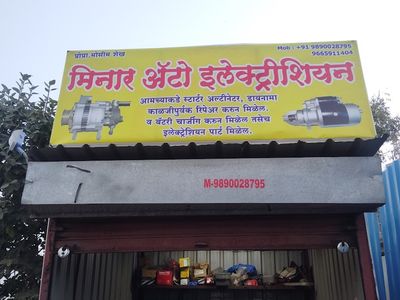 प्रोप्रा.मोसीम शेख
Mob : +91 9890028795
9665911404
मिनार ॲटो इलेक्ट्रीशियन
आमच्याकडे स्टार्टर अल्टीनेटर, डायनामा
काळजीपुर्वक रिपेअर करुन मिळेल.
व बॅटरी चार्जींग करुन मिळेल तसेच
इलेक्ट्रेशियन पार्ट मिळेल.
M-9890028795